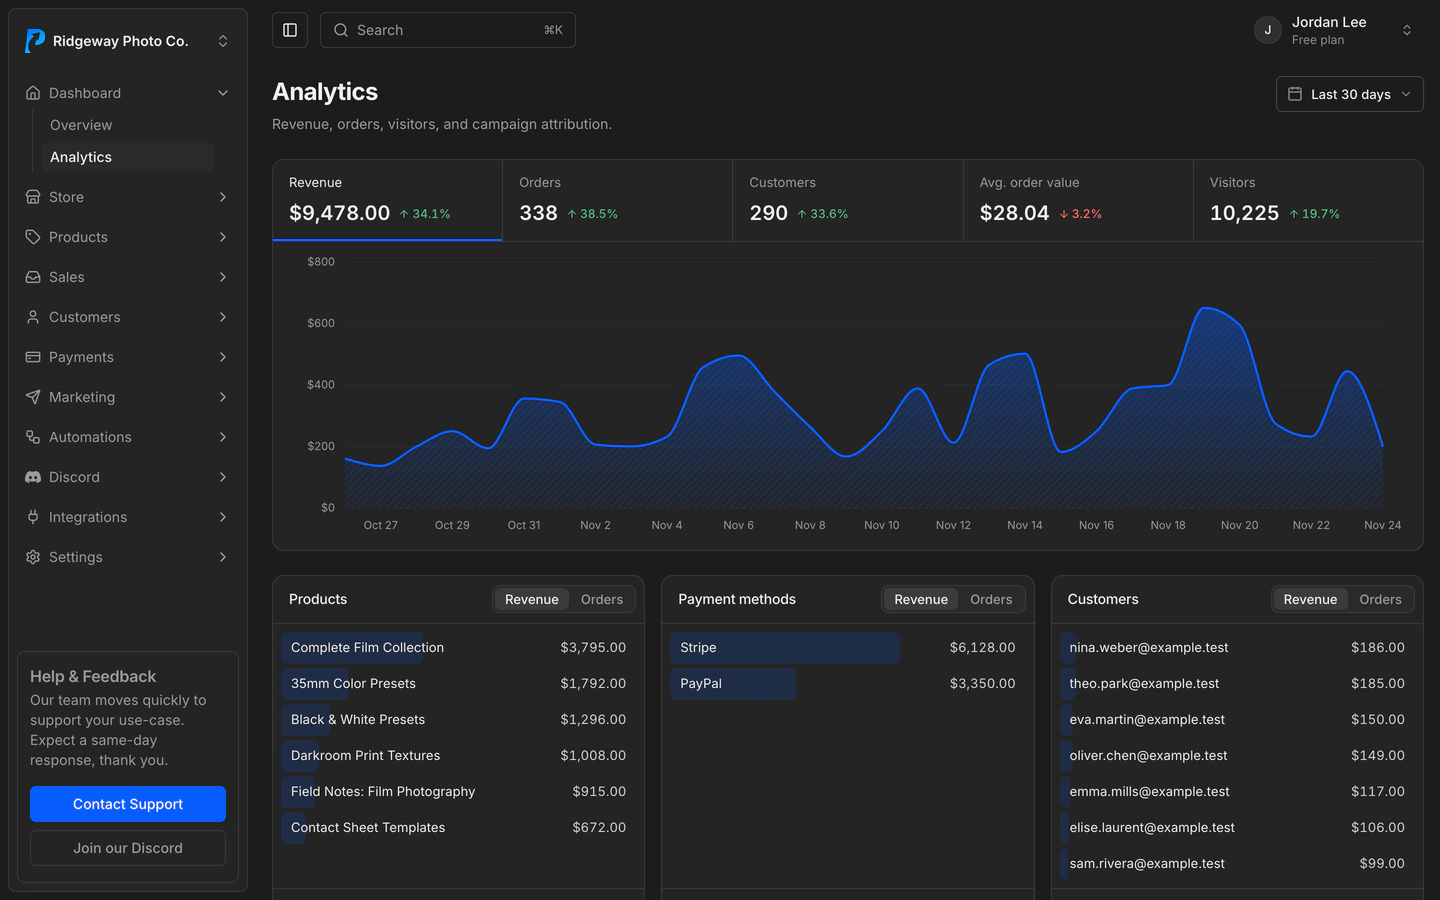 Ridgeway Photo Co.
Dashboard
Overview
Analytics
Store
Products
Sales
Customers
Payments
Marketing
Automations
Discord
Integrations
Settings
Help & Feedback
Our team moves quickly to
support your use-case.
Expect a same-day
response, thank you.
Contact Support
Join our Discord
Search ⌘K
J
Jordan Lee
Free plan
Analytics
Revenue, orders, visitors, and campaign attribution.
Last 30 days
Revenue
$9,478.00 ↑ 34.1%
Orders
338 ↑ 38.5%
Customers
290 ↑ 33.6%
Avg. order value
$28.04 ↓ 3.2%
Visitors
10,225 ↑ 19.7%
$800
$600
$400
$200
$0
Oct 27 Oct 29 Oct 31 Nov 2 Nov 4 Nov 6 Nov 8 Nov 10 Nov 12 Nov 14 Nov 16 Nov 18 Nov 20 Nov 22 Nov 24
Products Revenue Orders
Complete Film Collection $3,795.00
35mm Color Presets $1,792.00
Black & White Presets $1,296.00
Darkroom Print Textures $1,008.00
Field Notes: Film Photography $915.00
Contact Sheet Templates $672.00
Payment methods Revenue Orders
Stripe $6,128.00
PayPal $3,350.00
Customers Revenue Orders
nina.weber@example.test $186.00
theo.park@example.test $185.00
eva.martin@example.test $150.00
oliver.chen@example.test $149.00
emma.mills@example.test $117.00
elise.laurent@example.test $106.00
sam.rivera@example.test $99.00